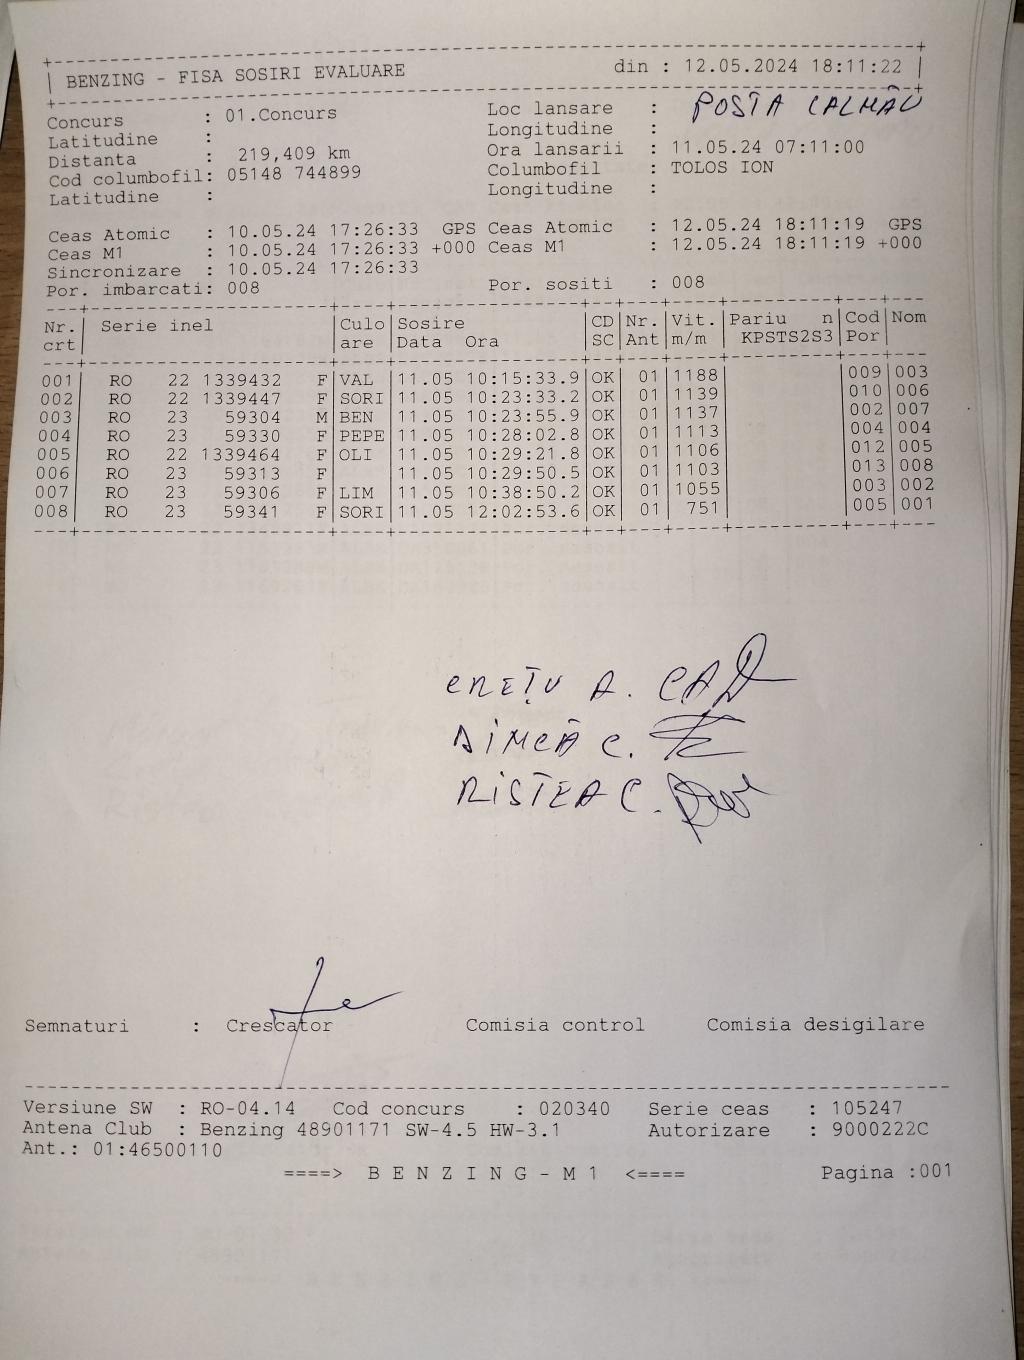 BENZING - FISA SOSIRI EVALUARE din : 12.05.2024 18:11:22
Concurs : 01.Concurs Loc lansare : POSTA CALNĂU
Latitudine : Longitudine :
Distanta : 219,409 km Ora lansarii : 11.05.24 07:11:00
Cod columbofil: 05148 744899 Columbofil : TOLOS ION
Latitudine : Longitudine :
Ceas Atomic : 10.05.24 17:26:33 GPS Ceas Atomic : 12.05.24 18:11:19 GPS
Ceas M1 : 10.05.24 17:26:33 +000 Ceas M1 : 12.05.24 18:11:19 +000
Sincronizare : 10.05.24 17:26:33
Por. imbarcati: 008 Por. sositi : 008
Nr. Serie inel Culo Sosire CD Nr. Vit. Pariu n Cod Nom
crt are Data Ora SC Ant m/m KPSTS2S3 Por
001 RO 22 1339432 F VAL 11.05 10:15:33.9 OK 01 1188 009 003
002 RO 22 1339447 F SORI 11.05 10:23:33.2 OK 01 1139 010 006
003 RO 23 59304 M BEN 11.05 10:23:55.9 OK 01 1137 002 007
004 RO 23 59330 F PEPE 11.05 10:28:02.8 OK 01 1113 004 004
005 RO 22 1339464 F OLI 11.05 10:29:21.8 OK 01 1106 012 005
006 RO 23 59313 F 11.05 10:29:50.5 OK 01 1103 013 008
007 RO 23 59306 F LIM 11.05 10:38:50.2 OK 01 1055 003 002
008 RO 23 59341 F SORI 11.05 12:02:53.6 OK 01 751 005 001
CREȚU A.
DIMCĂ C.
RISTEA C.
Semnaturi : Crescator Comisia control Comisia desigilare
Versiune SW : RO-04.14 Cod concurs : 020340 Serie ceas : 105247
Antena Club : Benzing 48901171 SW-4.5 HW-3.1 Autorizare : 9000222C
Ant.: 01:46500110
====> B E N Z I N G - M 1 <==== Pagina :001